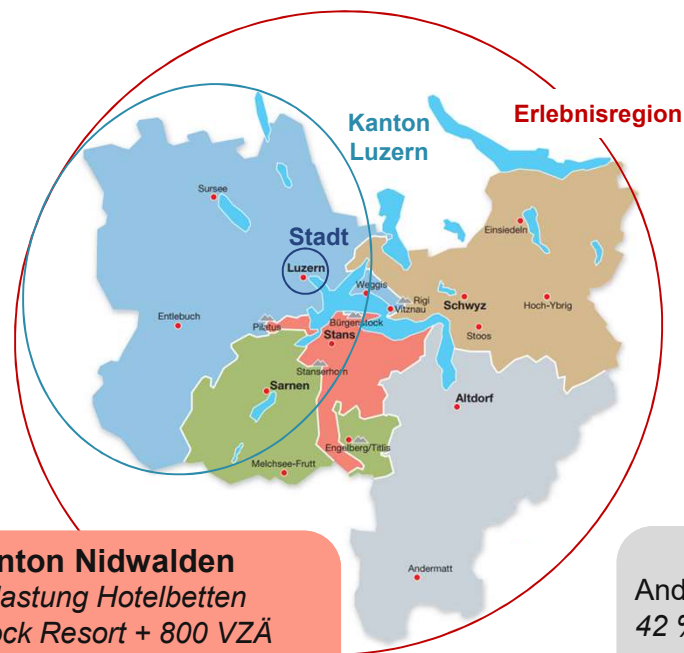 Erlebnisregion
Kanton
Luzern
Sursee
Stadt
Luzern
Einsiedeln
Weggis
Rigi
Vitznau
Schwyz
Hoch-Ybrig
Entlebuch
Pilatus
Bürgenstock
Stans
Stoos
Stanserhorn
Sarnen
Altdorf
Engelberg/Titlis
Melchsee-Frutt
Andermatt
nton Nidwalden
lastung Hotelbetten
ock Resort + 800 VZÄ
And
42 %